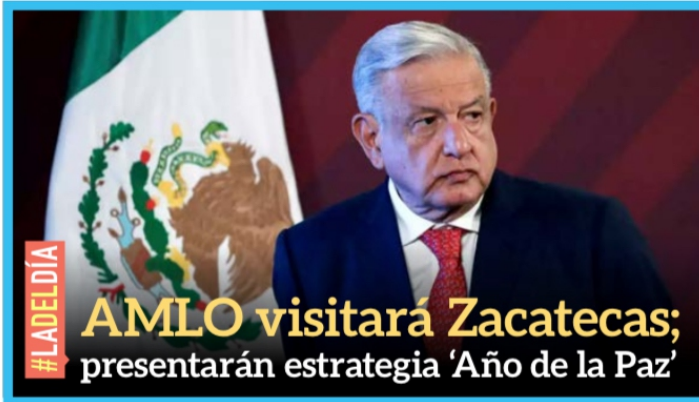 #LADELDÍA
AMLO visitará Zacatecas;
presentarán estrategia ‘Año de la Paz’